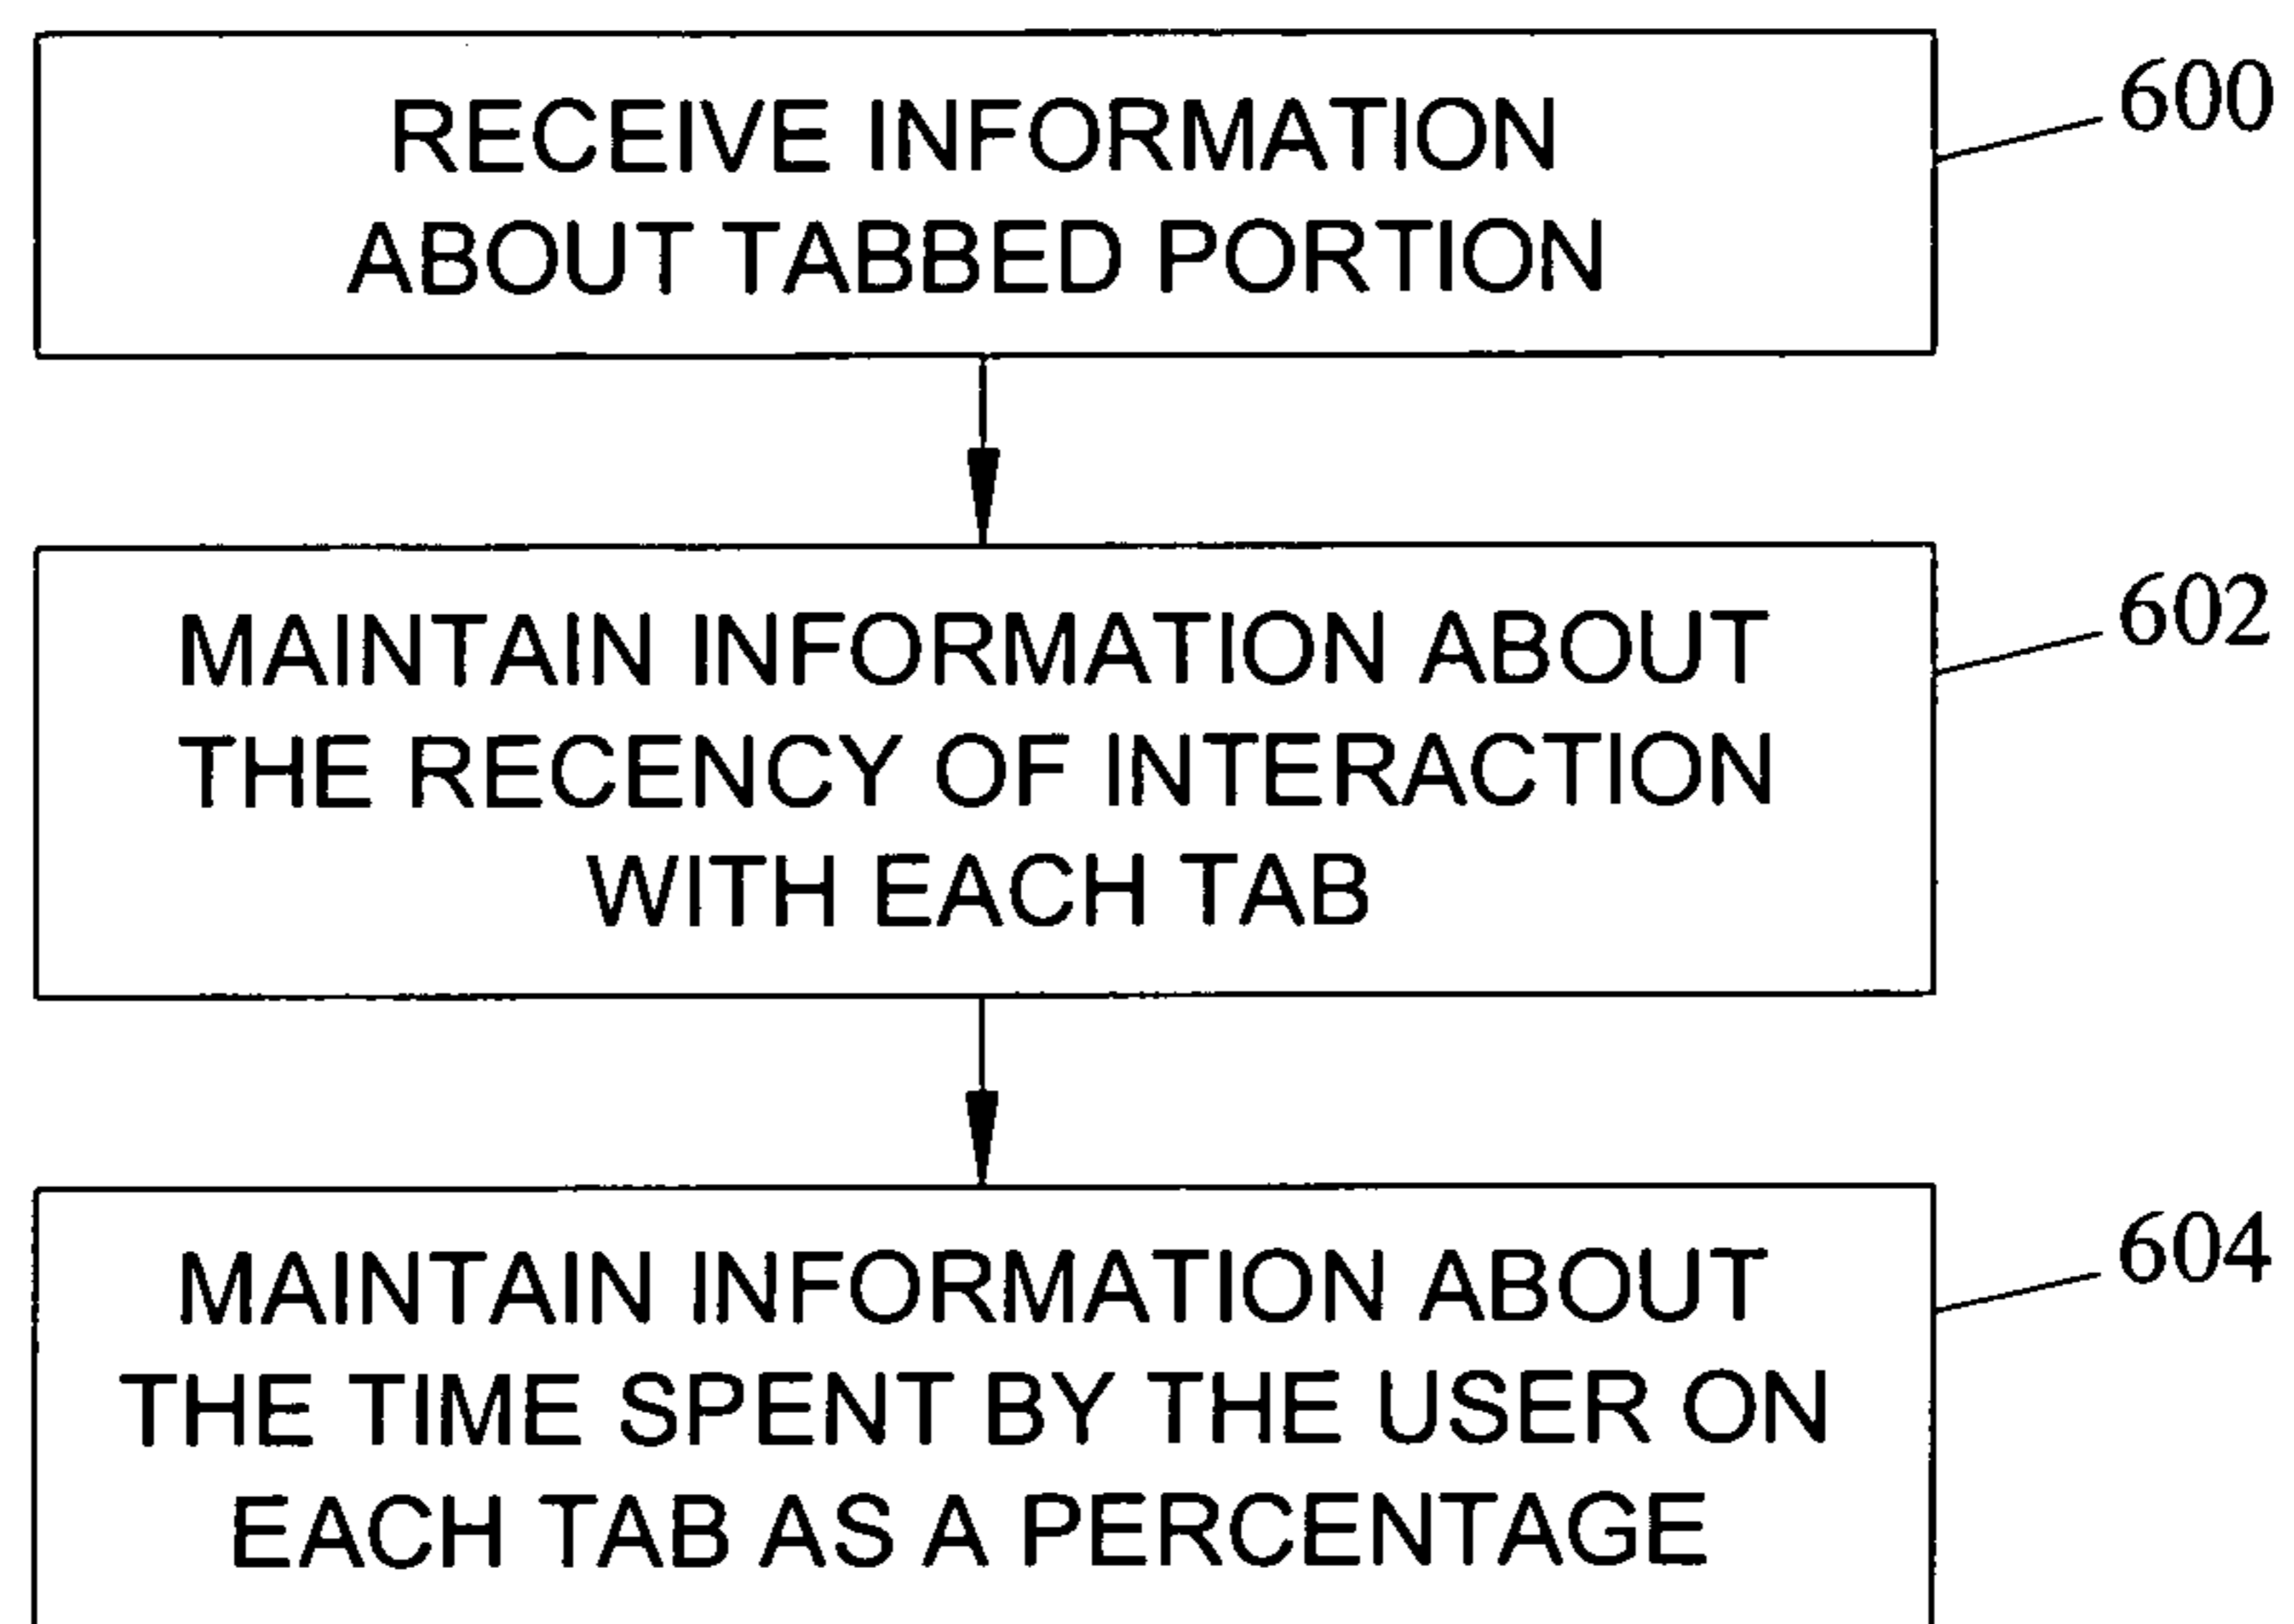 RECEIVE INFORMATION
ABOUT TABBED PORTION
600
MAINTAIN INFORMATION ABOUT
THE RECENCY OF INTERACTION
WITH EACH TAB
602
MAINTAIN INFORMATION ABOUT
THE TIME SPENT BY THE USER ON
EACH TAB AS A PERCENTAGE
604